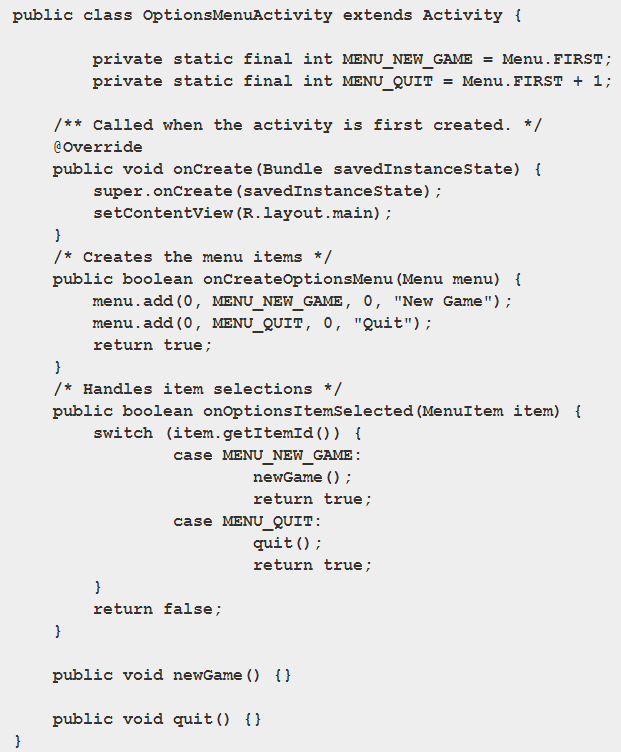 public class OptionsMenuActivity extends Activity {
private static final int MENU_NEW_GAME = Menu.FIRST;
private static final int MENU_QUIT = Menu.FIRST + 1;
/** Called when the activity is first created. */
@Override
public void onCreate(Bundle savedInstanceState) {
super.onCreate(savedInstanceState);
setContentView(R.layout.main);
}
/* Creates the menu items */
public boolean onCreateOptionsMenu(Menu menu) {
menu.add(0, MENU_NEW_GAME, 0, "New Game");
menu.add(0, MENU_QUIT, 0, "Quit");
return true;
}
/* Handles item selections */
public boolean onOptionsItemSelected(MenuItem item) {
switch (item.getItemId()) {
case MENU_NEW_GAME:
newGame();
return true;
case MENU_QUIT:
quit();
return true;
}
return false;
}
public void newGame() {}
public void quit() {}
}